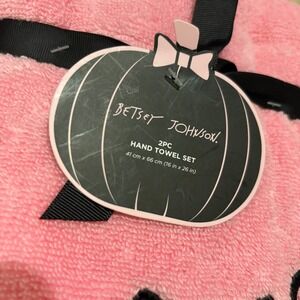 BETSEY JOHNSON.
2PC
HAND TOWEL SET
41 cm x 66 cm (16 in x 26 in)